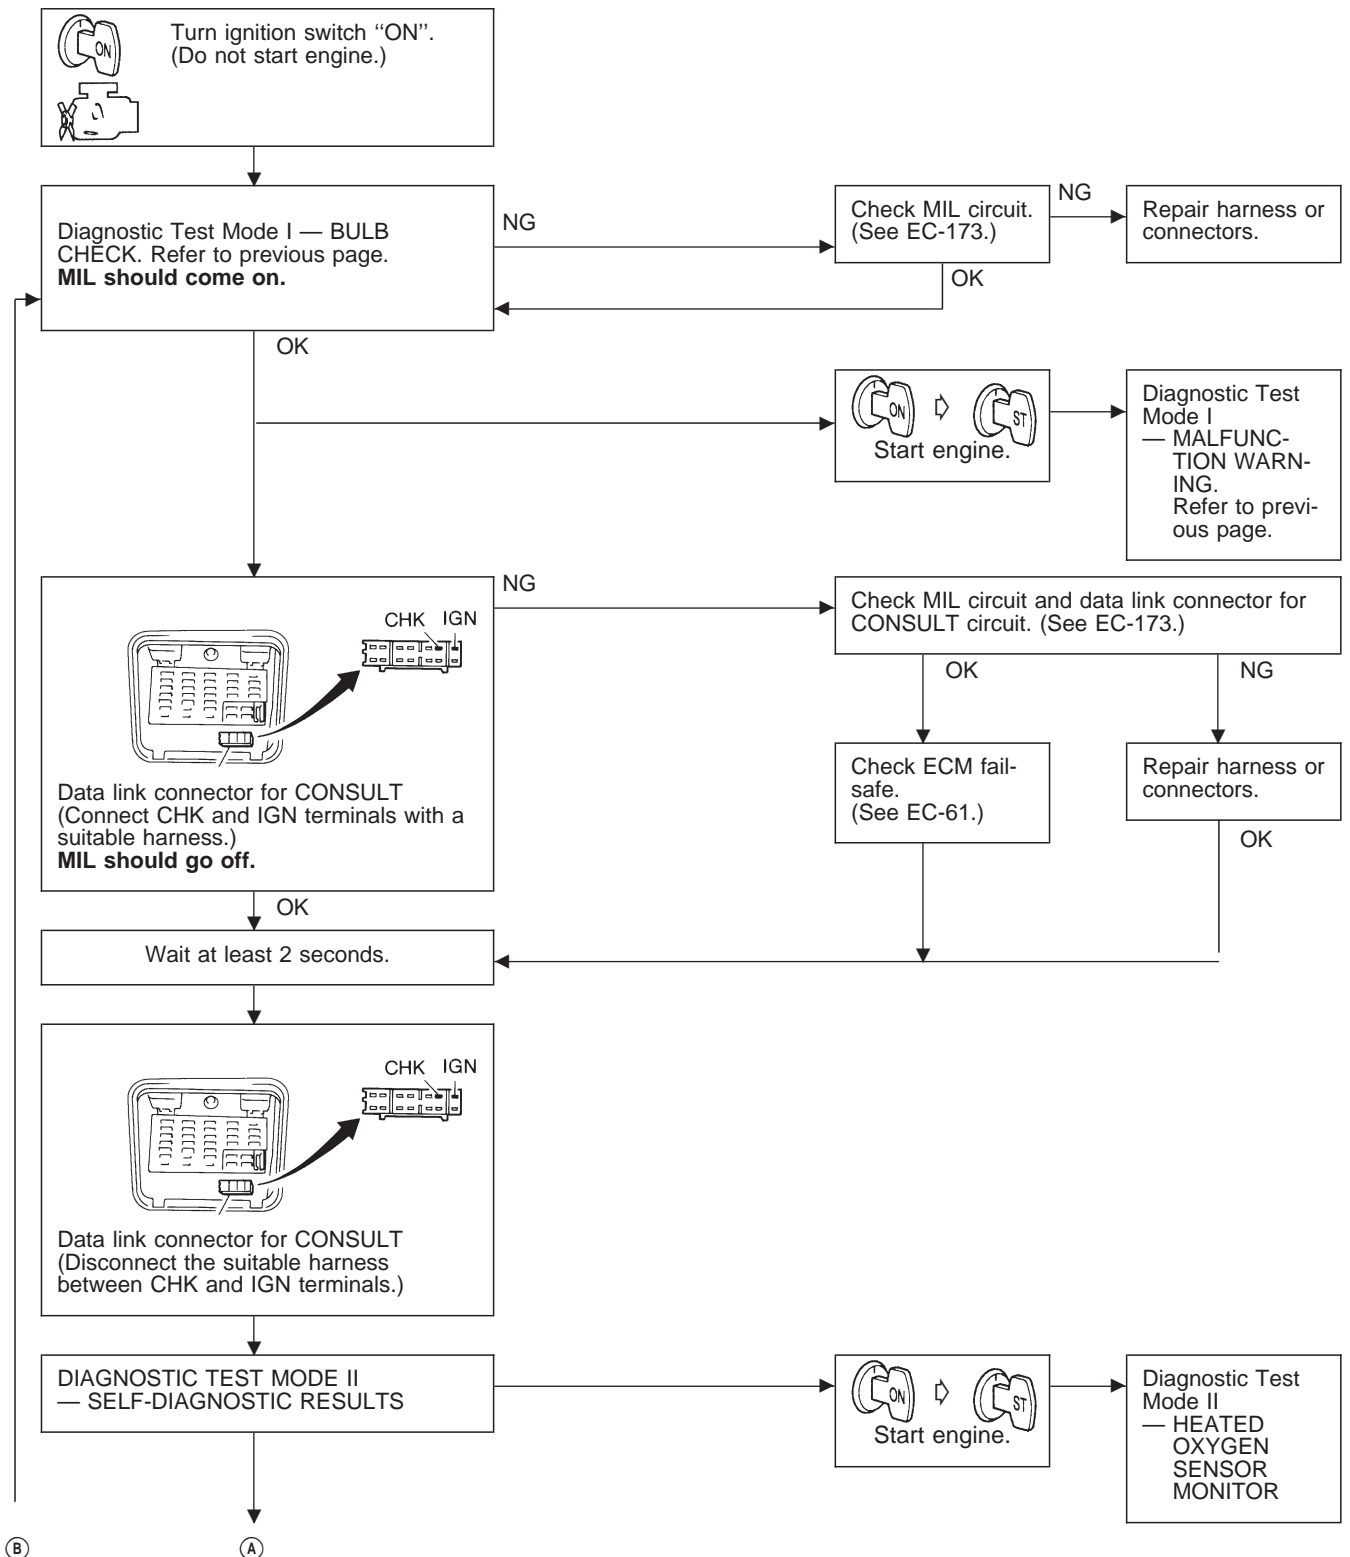 ON
Turn ignition switch “ON”.
(Do not start engine.)
Diagnostic Test Mode I — BULB
CHECK. Refer to previous page.
MIL should come on.
NG
Check MIL circuit.
(See EC-173.)
NG
Repair harness or
connectors.
OK
OK
ON
ST
Start engine.
Diagnostic Test
Mode I
— MALFUNC-
TION WARN-
ING.
Refer to previ-
ous page.
CHK IGN
Data link connector for CONSULT
(Connect CHK and IGN terminals with a
suitable harness.)
MIL should go off.
NG
Check MIL circuit and data link connector for
CONSULT circuit. (See EC-173.)
OK
NG
Check ECM fail-
safe.
(See EC-61.)
Repair harness or
connectors.
OK
OK
Wait at least 2 seconds.
CHK IGN
Data link connector for CONSULT
(Disconnect the suitable harness
between CHK and IGN terminals.)
DIAGNOSTIC TEST MODE II
— SELF-DIAGNOSTIC RESULTS
ON
ST
Start engine.
Diagnostic Test
Mode II
— HEATED
OXYGEN
SENSOR
MONITOR
B
A